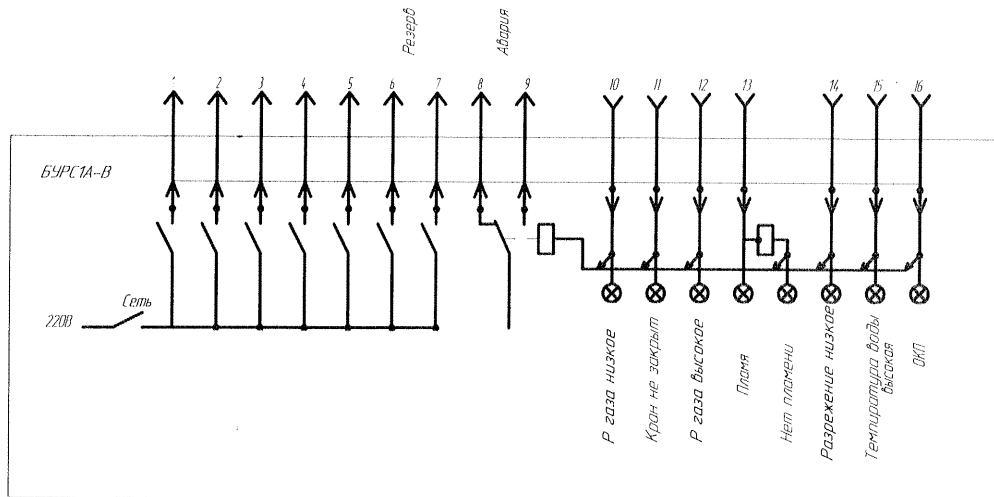 Резерв
Авария
1 2 3 4 5 6 7 8 9 10 11 12 13 14 15 16
БУРС1А-В
Сеть
220В
Р газа низкое
Кран не закрыт
Р газа высокое
Пламя
Нет пламени
Разрежение низкое
Темпиратура воды
высокая
ОКП